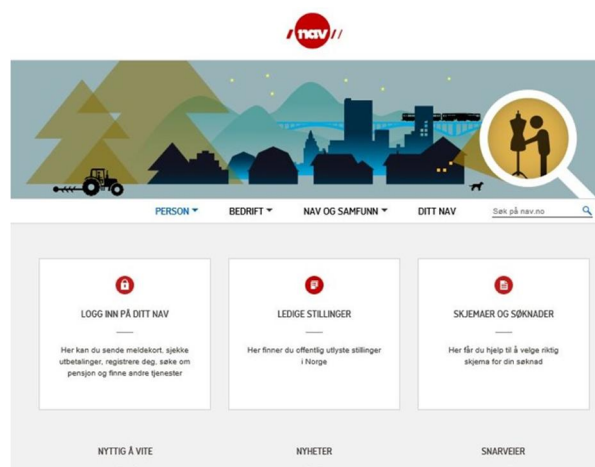 nav
PERSON
BEDRIFT
NAV OG SAMFUNN
DITT NAV
Søk på nav.no
LOGG INN PÅ DITT NAV
Her kan du sende meldekort, sjekke
utbetalinger, registrere deg, søke om
pensjon og finne andre tjenester
LEDIGE STILLINGER
Her finner du offentlig utlyste stillinger
i Norge
SKJEMAER OG SØKNADER
Her får du hjelp til å velge riktig
skjema for din søknad
NYTTIG Å VITE
NYHETER
SNARVEIER